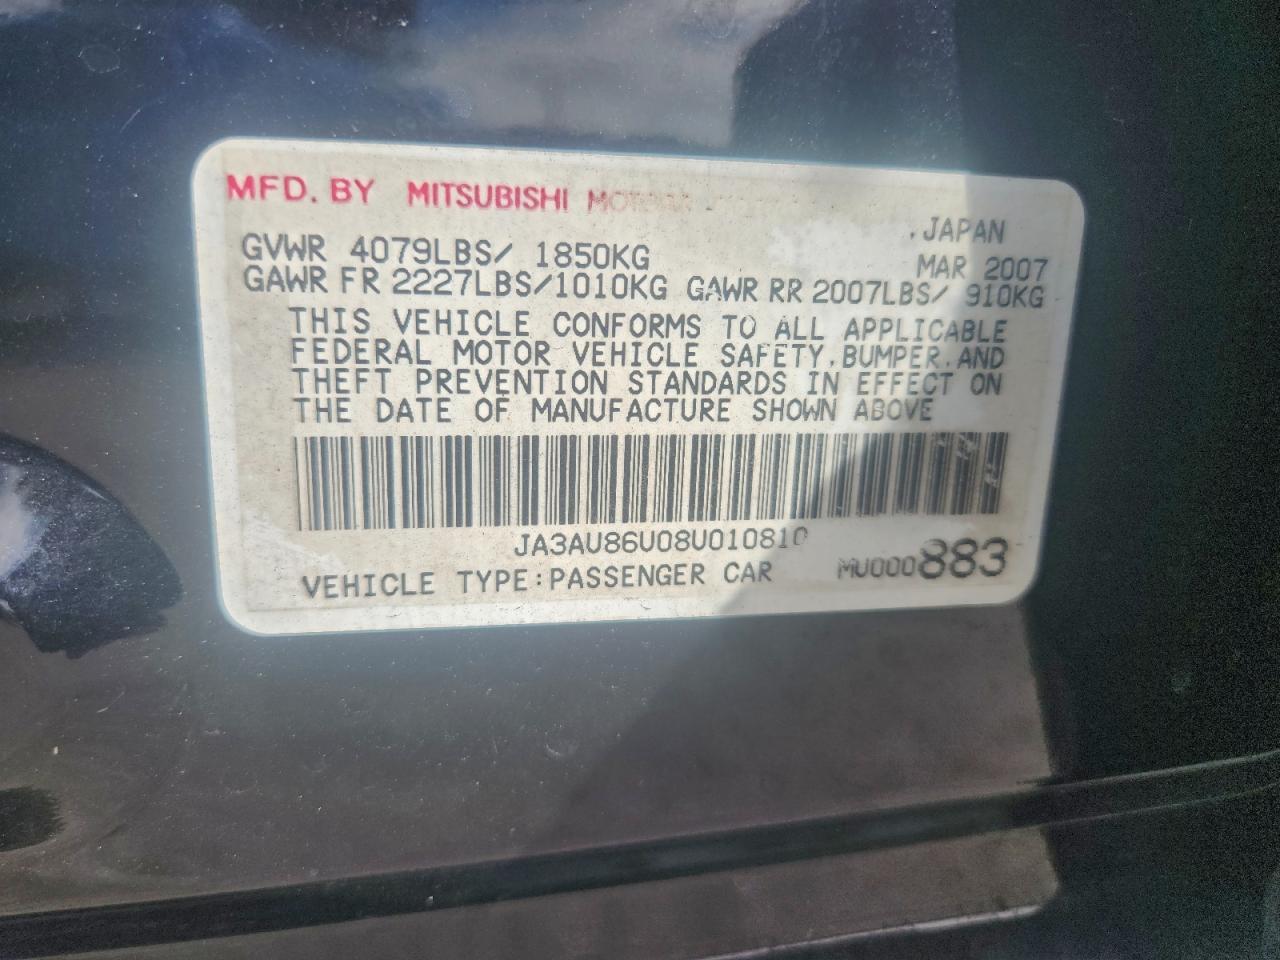 MFD. BY MITSUBISHI
JAPAN
GVWR 4079LBS/ 1850KG MAR 2007
GAWR FR 2227LBS/1010KG GAWR RR 2007LBS/ 910KG
THIS VEHICLE CONFORMS TO ALL APPLICABLE
FEDERAL MOTOR VEHICLE SAFETY, BUMPER, AND
THEFT PREVENTION STANDARDS IN EFFECT ON
THE DATE OF MANUFACTURE SHOWN ABOVE
JA3AU86U08U010810
VEHICLE TYPE:PASSENGER CAR MU000883